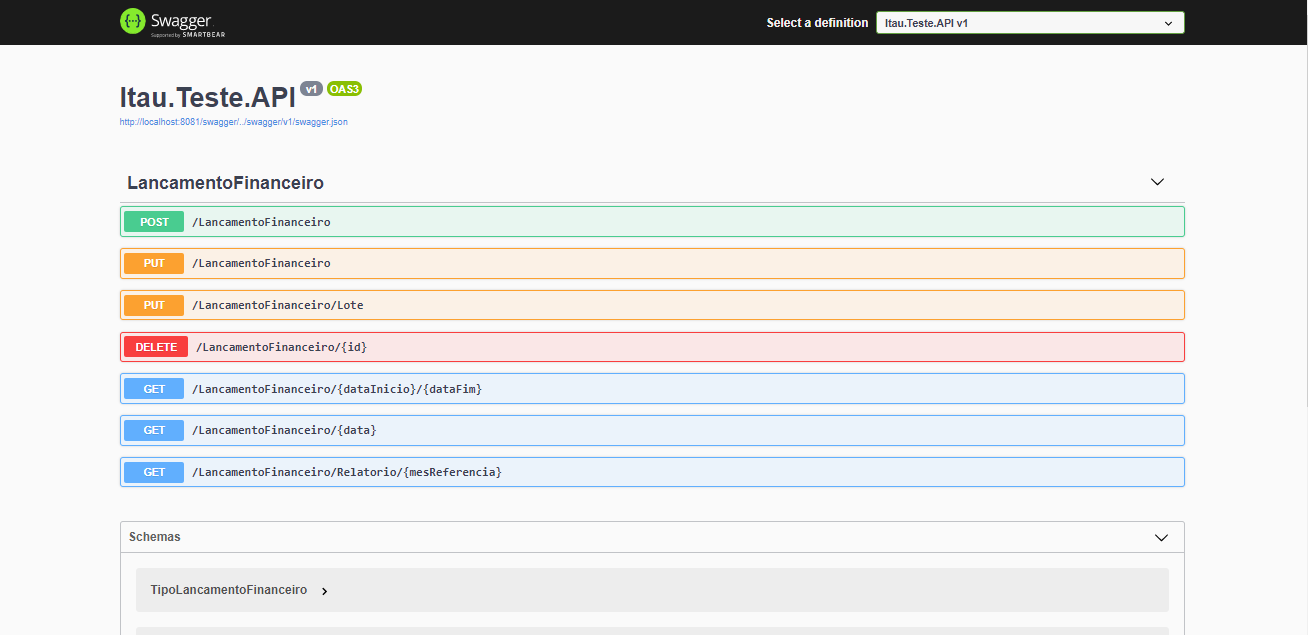 Swagger.
Supported by SMARTBEAR
Select a definition
Itau.Teste.API v1
Itau.Teste.API v1 OAS3
http://localhost:8081/swagger/../swagger/v1/swagger.json
LancamentoFinanceiro
POST /LancamentoFinanceiro
PUT /LancamentoFinanceiro
PUT /LancamentoFinanceiro/Lote
DELETE /LancamentoFinanceiro/{id}
GET /LancamentoFinanceiro/{dataInicio}/{dataFim}
GET /LancamentoFinanceiro/{data}
GET /LancamentoFinanceiro/Relatorio/{mesReferencia}
Schemas
TipoLancamentoFinanceiro